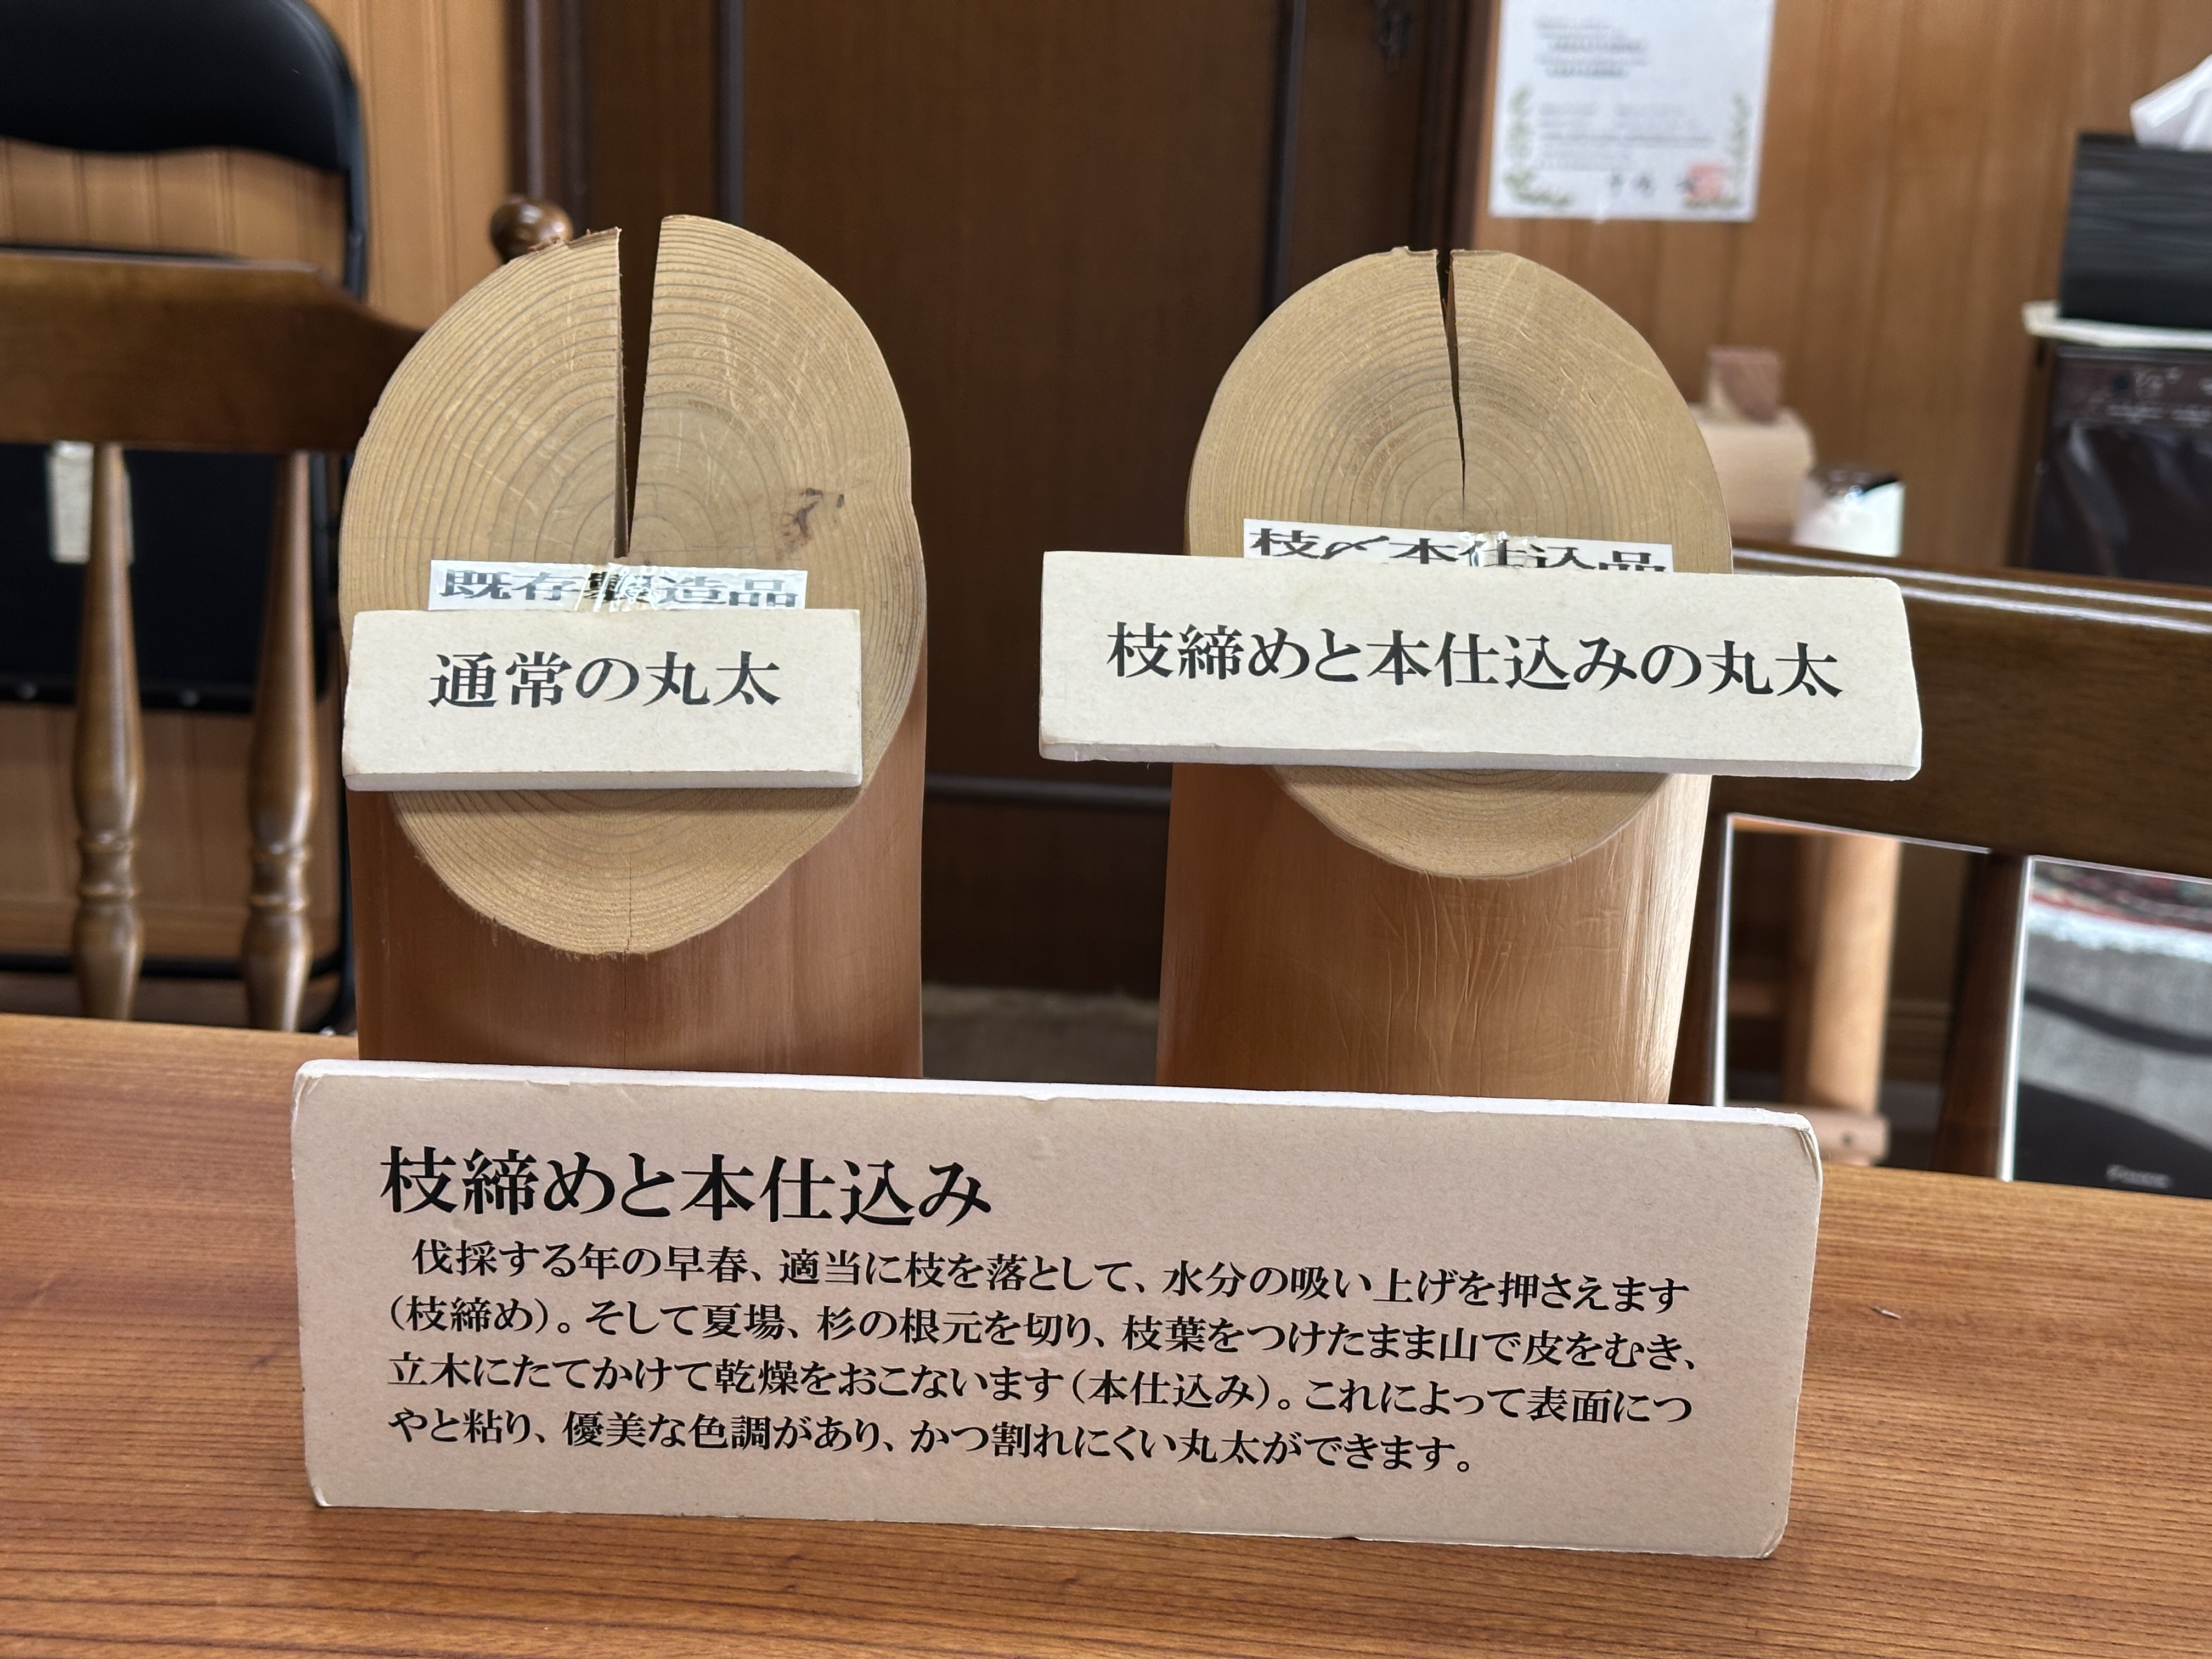 既存製造品
通常の丸太
枝〆本仕込品
枝締めと本仕込みの丸太
枝締めと本仕込み
伐採する年の早春、適当に枝を落として、水分の吸い上げを押さえます
(枝締め)。そして夏場、杉の根元を切り、枝葉をつけたまま山で皮をむき、
立木にたてかけて乾燥をおこないます(本仕込み)。これによって表面につ
やと粘り、優美な色調があり、かつ割れにくい丸太ができます。